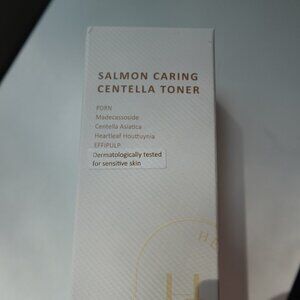 SALMON CARING
CENTELLA TONER
PDRN
Madecassoside
Centella Asiatica
Heartleaf Houttuynia
EFFIPULP
Dermatologically tested
for sensitive skin